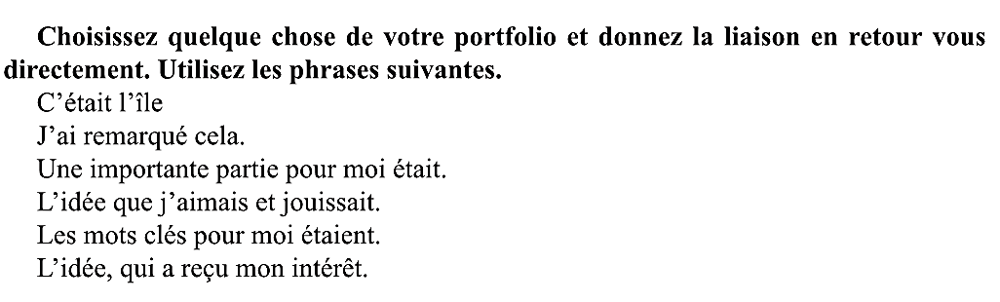 Choisissez quelque chose de votre portfolio et donnez la liaison en retour vous
directement. Utilisez les phrases suivantes.
C’était l’île
J’ai remarqué cela.
Une importante partie pour moi était.
L’idée que j’aimais et jouissait.
Les mots clés pour moi étaient.
L’idée, qui a reçu mon intérêt.